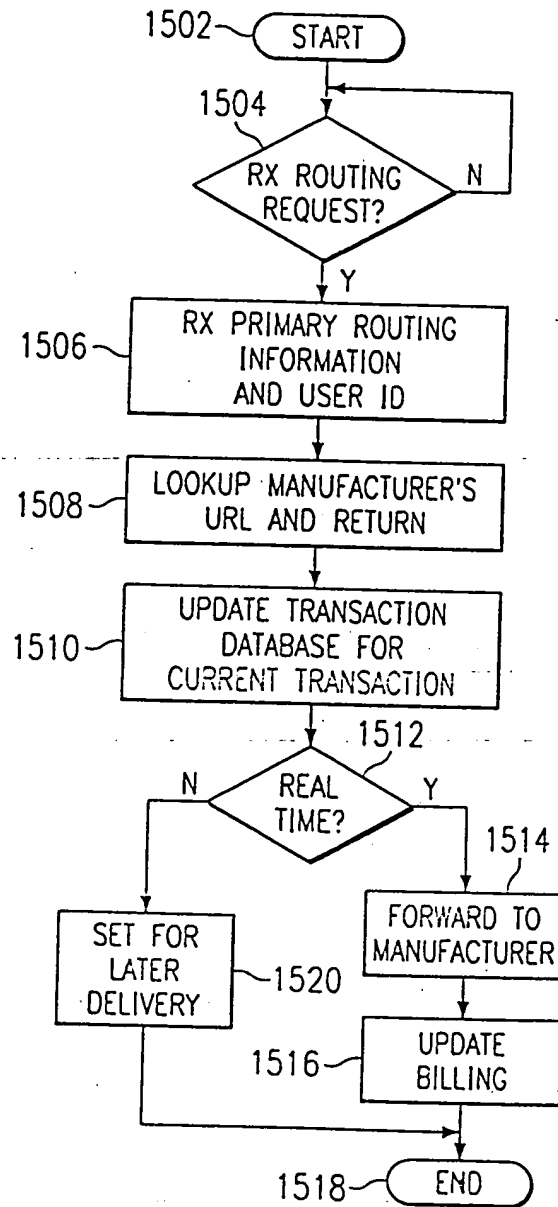 1502
START
1504
RX ROUTING
REQUEST?
N
Y
1506
RX PRIMARY ROUTING
INFORMATION
AND USER ID
1508
LOOKUP MANUFACTURER'S
URL AND RETURN
1510
UPDATE TRANSACTION
DATABASE FOR
CURRENT TRANSACTION
1512
N
REAL
TIME?
Y
1514
FORWARD TO
MANUFACTURER
SET FOR
LATER
DELIVERY
1520
1516
UPDATE
BILLING
1518
END